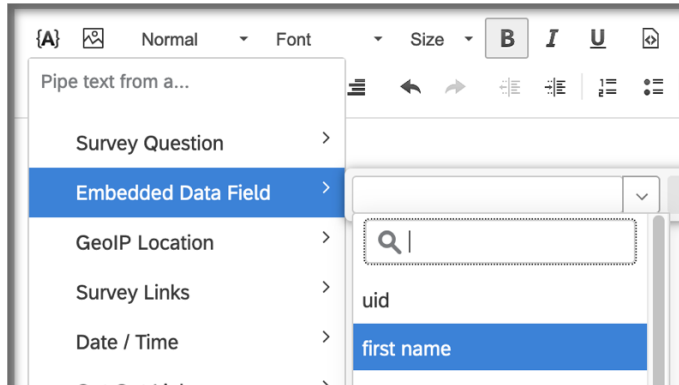 {A} Normal Font Size B I U
Pipe text from a...
Survey Question
Embedded Data Field
GeoIP Location
Survey Links
Date / Time
uid
first name